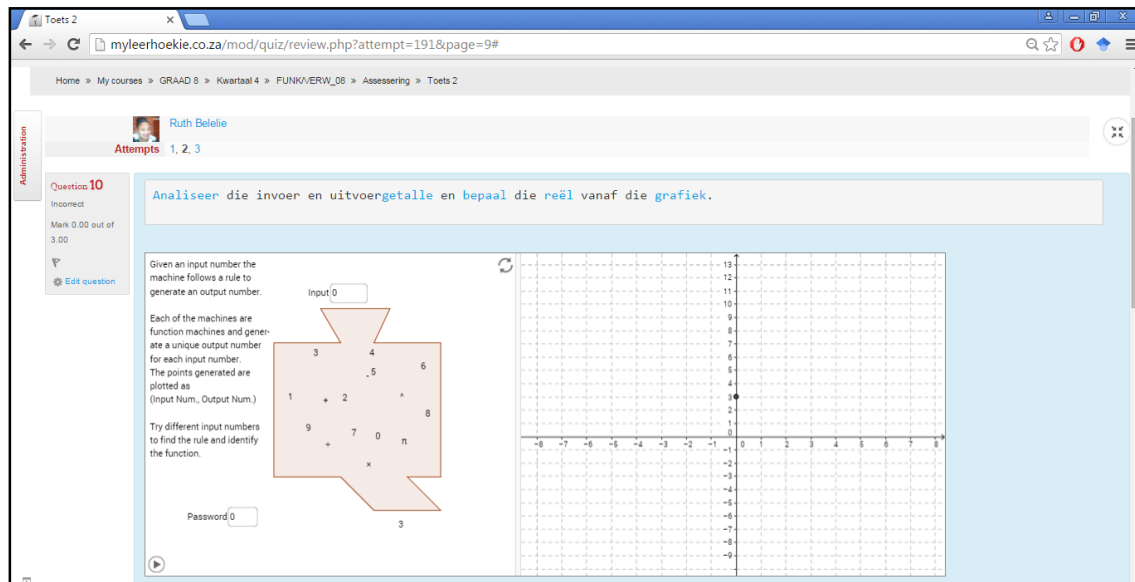 Toets 2
myleerhoekie.co.za/mod/quiz/review.php?attempt=191&page=9#
Home » My courses » GRAAD 8 » Kwartaal 4 » FUNK/VERW_08 » Assessering » Toets 2
Administration
Ruth Belelie
Attempts 1, 2, 3
Question 10
Incorrect
Mark 0.00 out of
3.00
Edit question
Analiseer die invoer en uitvoergetalle en bepaal die reël vanaf die grafiek.
Given an input number the
machine follows a rule to
generate an output number.
Each of the machines are
function machines and gener-
ate a unique output number
for each input number.
The points generated are
plotted as
(Input Num., Output Num.)
Try different input numbers
to find the rule and identify
the function.
Input 0
3 4
- 5 6
1 + 2 ^
8
9 7 0 π
÷
×
3
Password 0
13
12
11
10
9
8
7
6
5
4
3
2
1
0
-8 -7 -6 -5 -4 -3 -2 -1 0 1 2 3 4 5 6 7 8
-1
-2
-3
-4
-5
-6
-7
-8
-9